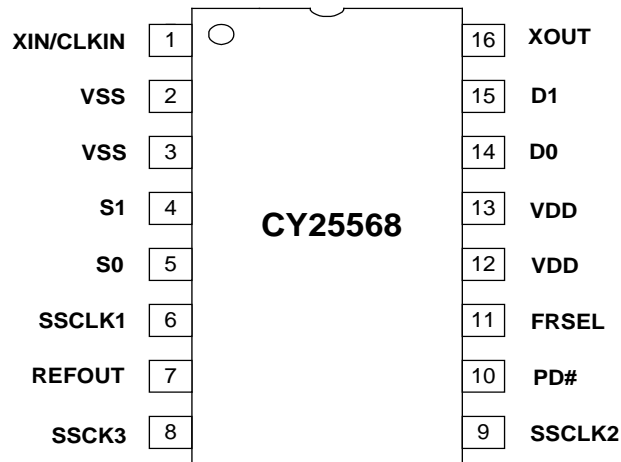 XIN/CLKIN 1 16 XOUT
VSS 2 15 D1
VSS 3 14 D0
S1 4 13 VDD
CY25568
S0 5 12 VDD
SSCLK1 6 11 FRSEL
REFOUT 7 10 PD#
SSCK3 8 9 SSCLK2